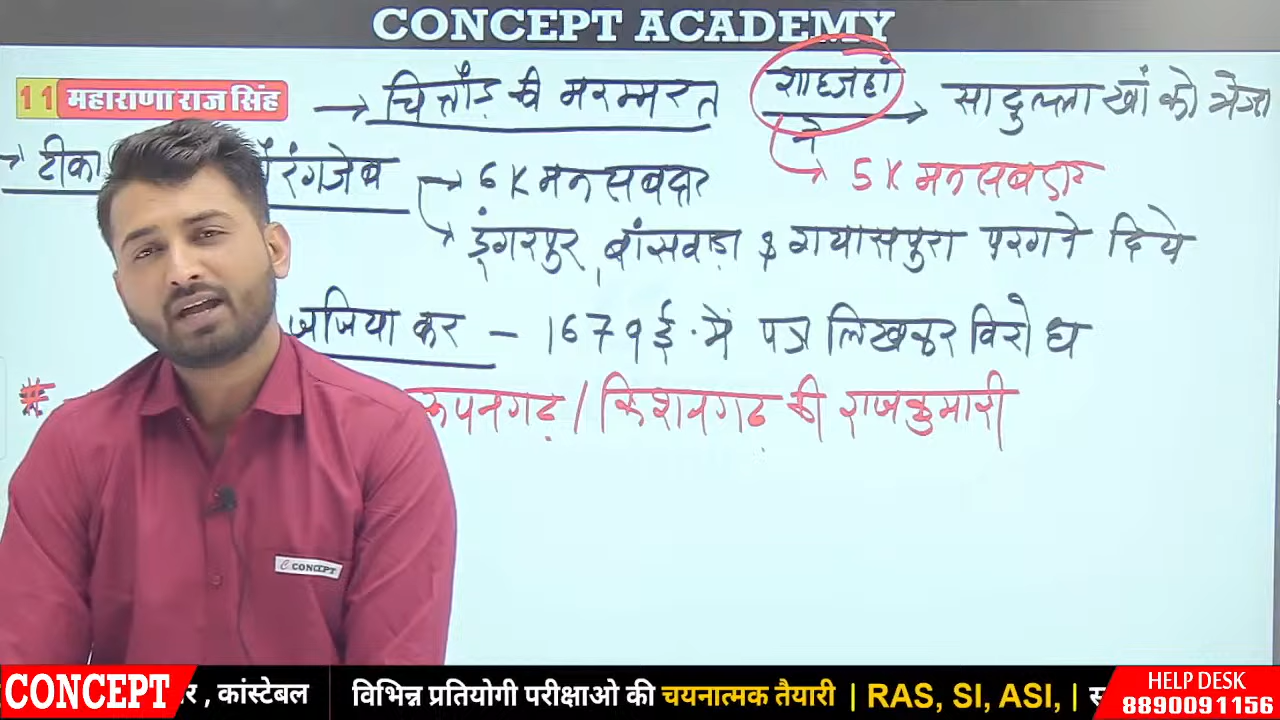 CONCEPT ACADEMY
11 महाराणा राज सिंह → चित्तौड़ की मरम्मत शाहजहां → सादुल्ला खां को भेजा
ने
→ टीका रंगजेब → 6K मनसबदार → 5K मनसबदार
→ डूंगरपुर, बांसवाड़ा & गयासपुरा परगने दिये
जजिया कर – 1679 ई. में पत्र लिखकर विरोध
# रूपनगढ़ / किशनगढ़ की राजकुमारी
C CONCEPT
CONCEPT र , कांस्टेबल विभिन्न प्रतियोगी परीक्षाओ की चयनात्मक तैयारी | RAS, SI, ASI, | HELP DESK
8890091156